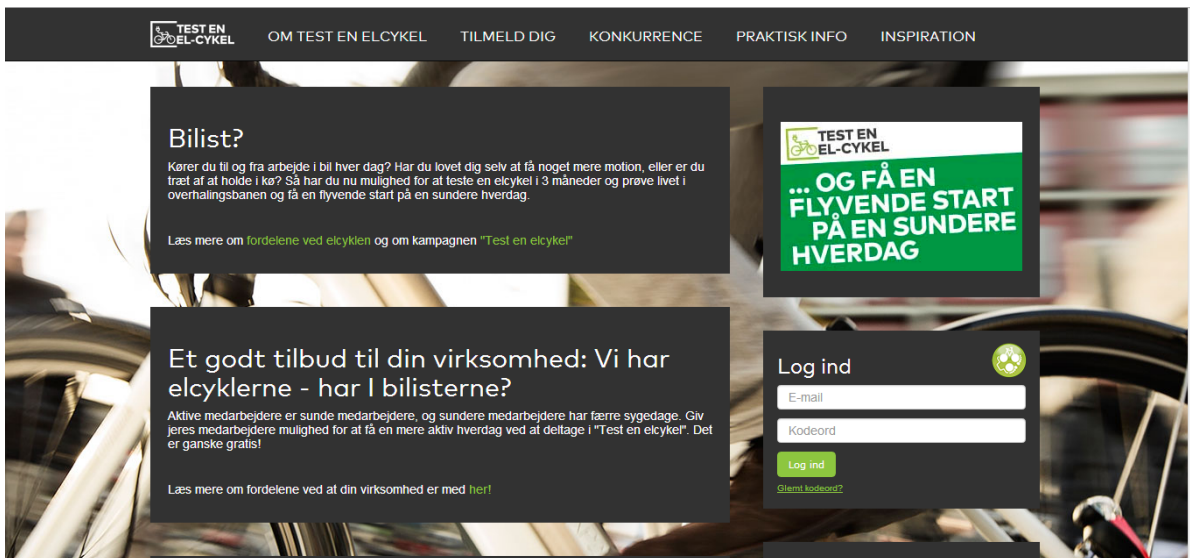 TEST EN
EL-CYKEL
OM TEST EN ELCYKEL
TILMELD DIG
KONKURRENCE
PRAKTISK INFO
INSPIRATION
Bilist?
Kører du til og fra arbejde i bil hver dag? Har du lovet dig selv at få noget mere motion, eller er du
træt af at holde i kø? Så har du nu mulighed for at teste en elcykel i 3 måneder og prøve livet i
overhalingsbanen og få en flyvende start på en sundere hverdag.
Læs mere om fordelene ved elcyklen og om kampagnen "Test en elcykel"
Et godt tilbud til din virksomhed: Vi har
elcyklerne - har I bilisterne?
Aktive medarbejdere er sunde medarbejdere, og sundere medarbejdere har færre sygedage. Giv
jeres medarbejdere mulighed for at få en mere aktiv hverdag ved at deltage i "Test en elcykel". Det
er ganske gratis!
Læs mere om fordelene ved at din virksomhed er med her!
TEST EN
EL-CYKEL
... OG FÅ EN
FLYVENDE START
PÅ EN SUNDERE
HVERDAG
Log ind
E-mail
Kodeord
Log ind
Glemt kodeord?